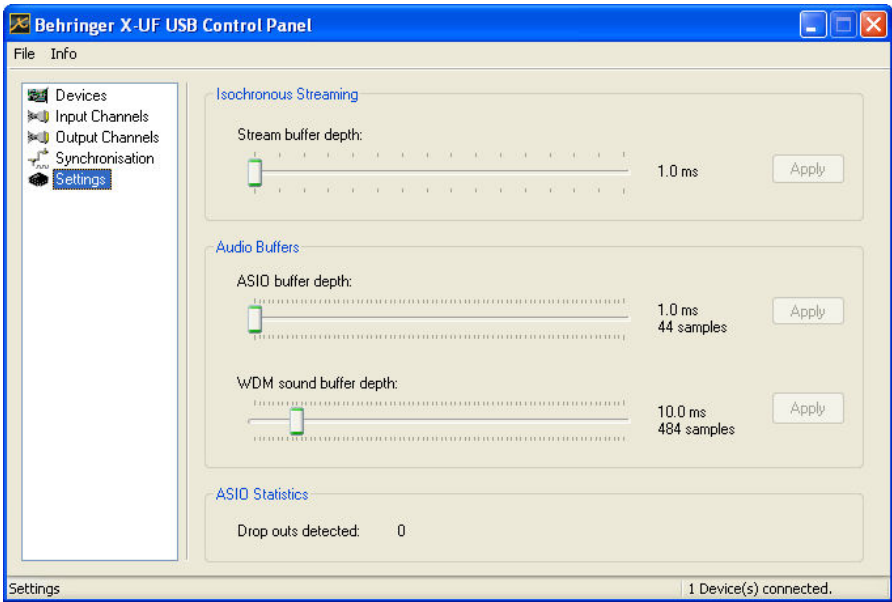 Behringer X-UF USB Control Panel
File Info
Devices
Input Channels
Output Channels
Synchronisation
Settings
Isochronous Streaming
Stream buffer depth:
1.0 ms
Apply
Audio Buffers
ASIO buffer depth:
1.0 ms
44 samples
Apply
WDM sound buffer depth:
10.0 ms
484 samples
Apply
ASIO Statistics
Drop outs detected: 0
Settings
1 Device(s) connected.